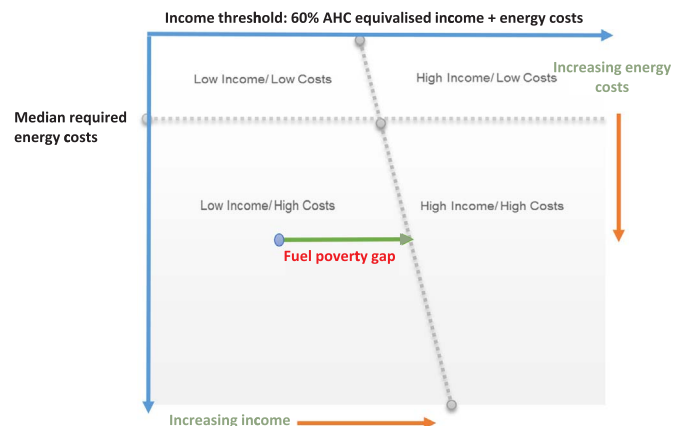 Income threshold: 60% AHC equivalised income + energy costs
Increasing energy
costs
Low Income/ Low Costs
High Income/ Low Costs
Median required
energy costs
Low Income/ High Costs
High Income/ High Costs
Fuel poverty gap
Increasing income